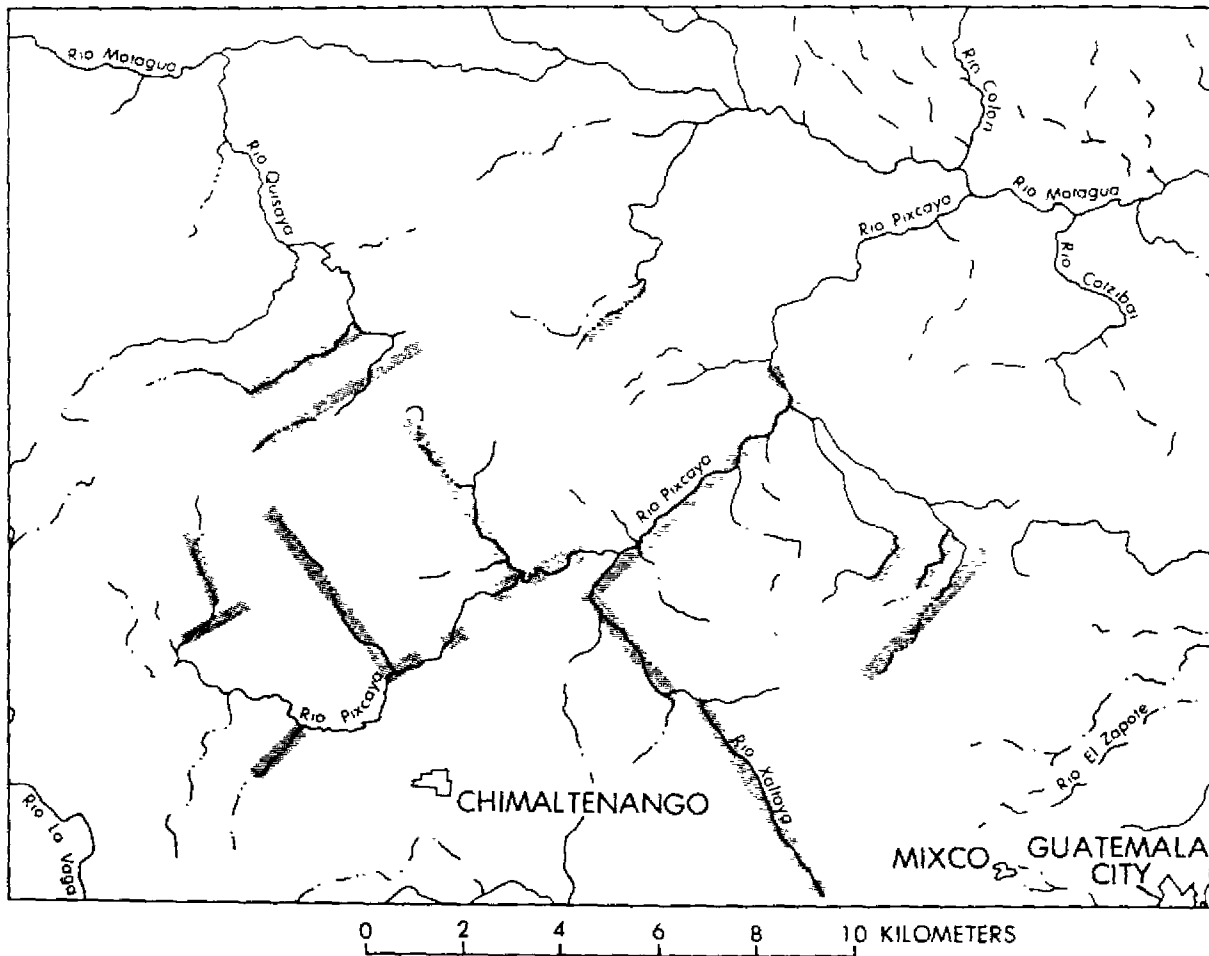 Rio Motagua
Rio Colon
Rio Quisaya
Rio Pixcaya
Rio Motagua
Rio Cotzibal
Rio Pixcaya
Rio Pixcaya
Rio Xaltaya
Rio El Zapote
Rio La Vega
CHIMALTENANGO
MIXCO
GUATEMALA
CITY
0 2 4 6 8 10 KILOMETERS